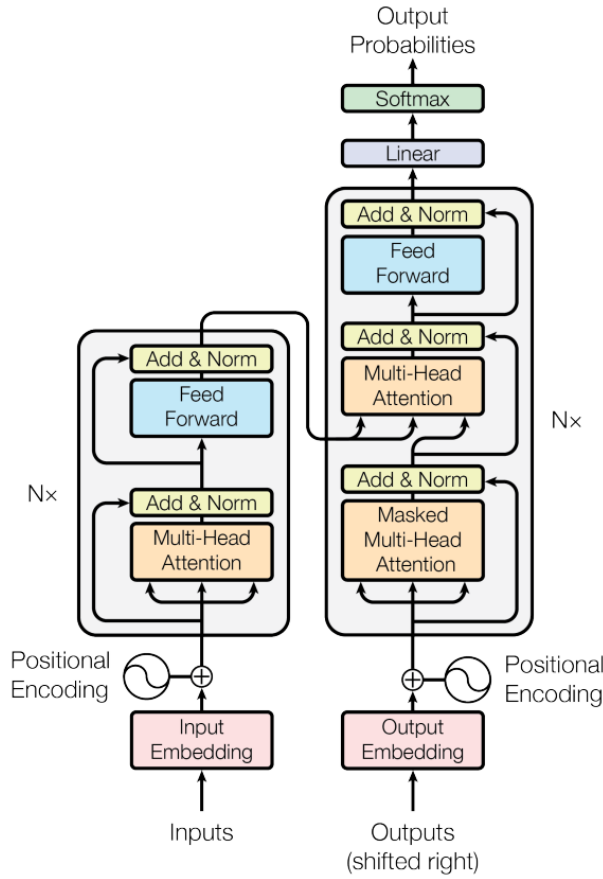 Output
Probabilities
Softmax
Linear
Add & Norm
Feed
Forward
Add & Norm
Multi-Head
Attention
Add & Norm
Masked
Multi-Head
Attention
Nx
Add & Norm
Feed
Forward
Add & Norm
Multi-Head
Attention
Nx
Positional
Encoding
Positional
Encoding
Input
Embedding
Output
Embedding
Inputs
Outputs
(shifted right)